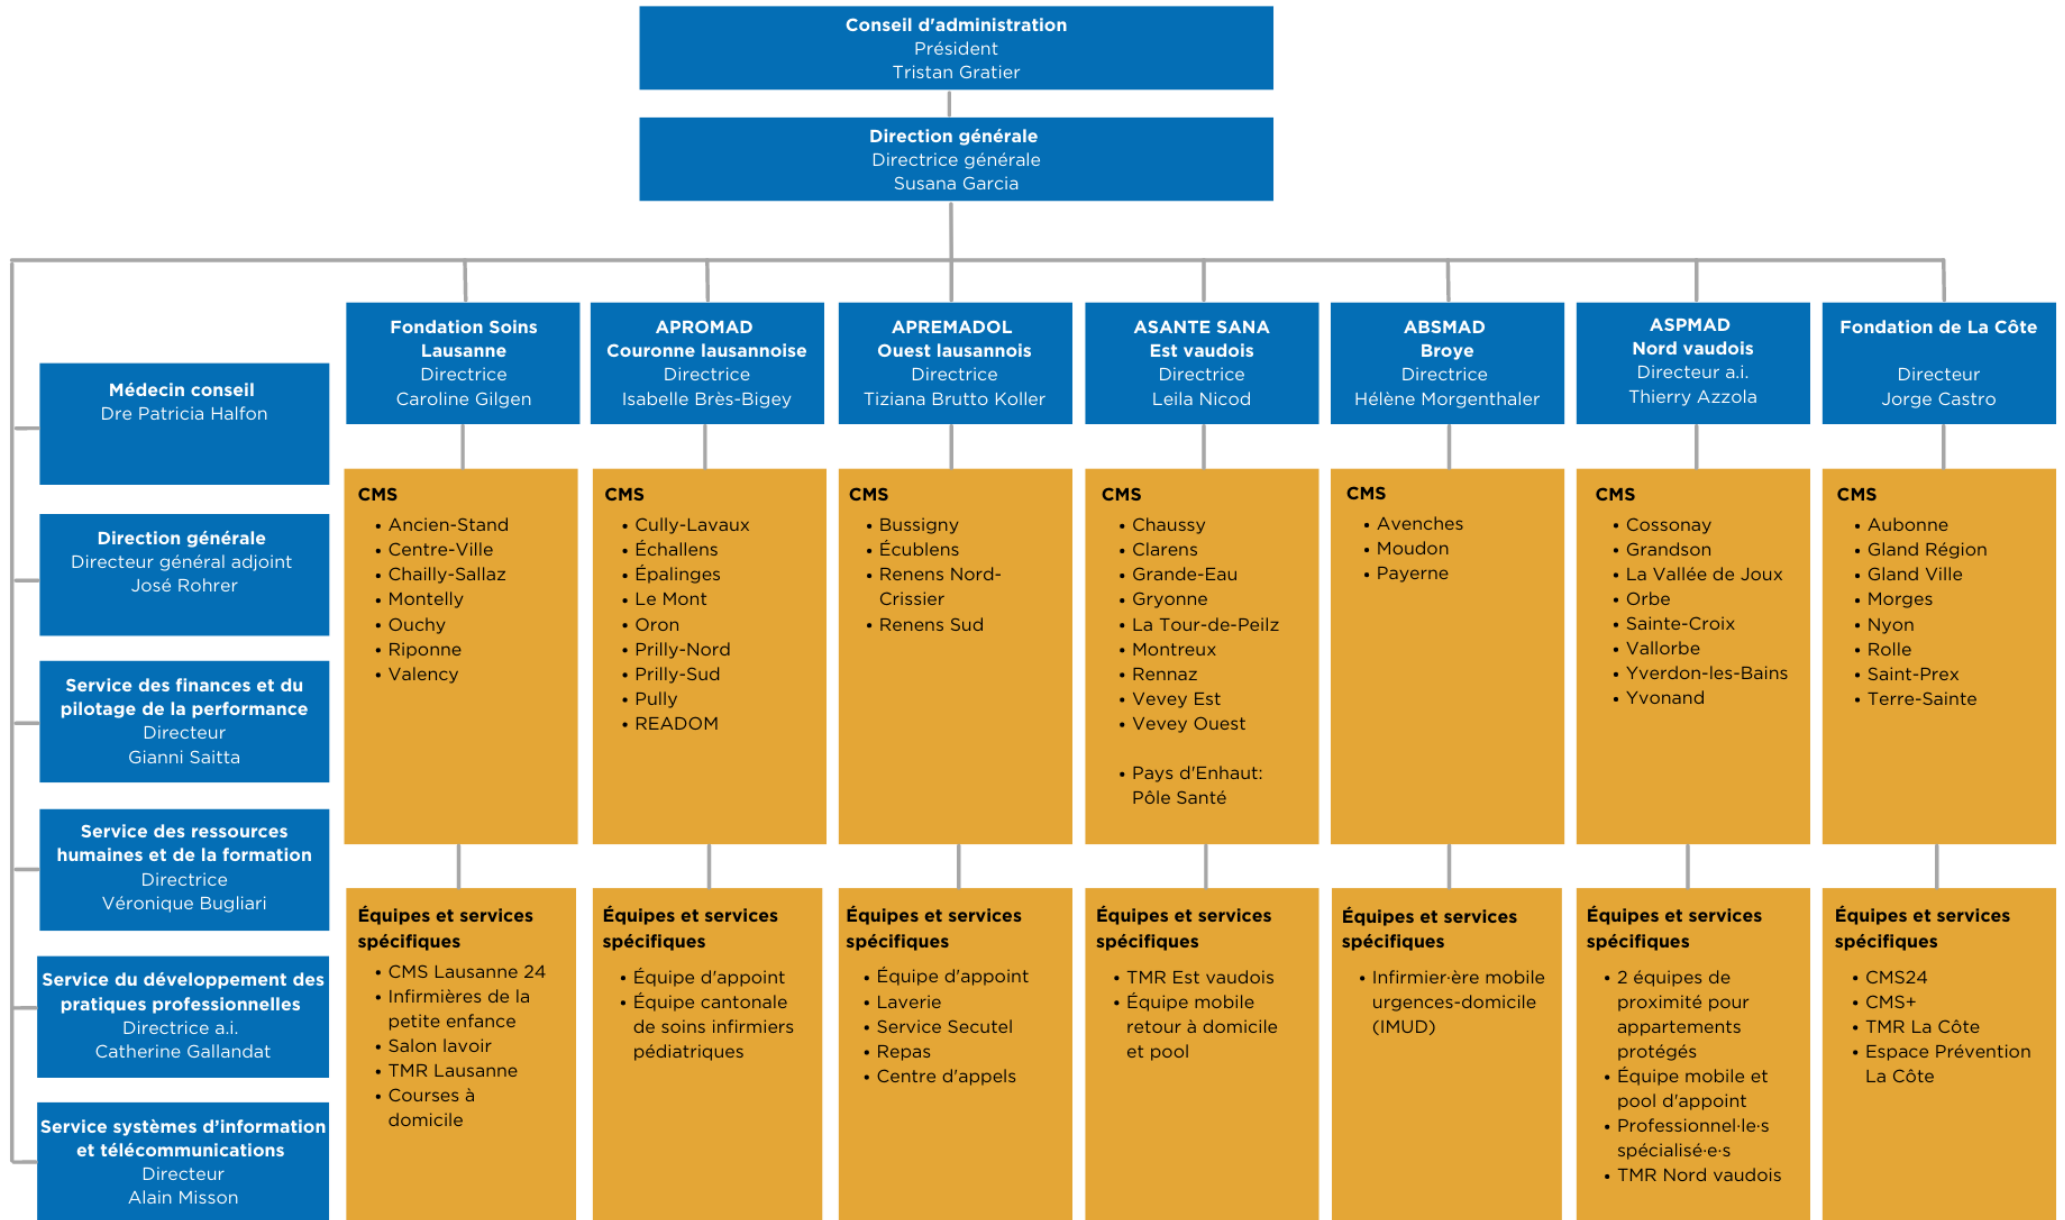 Conseil d'administration
Président
Tristan Gratier
Direction générale
Directrice générale
Susana Garcia
Médecin conseil
Dre Patricia Halfon
Direction générale
Directeur général adjoint
José Rohrer
Service des finances et du
pilotage de la performance
Directeur
Gianni Saitta
Service des ressources
humaines et de la formation
Directrice
Véronique Bugliari
Service du développement des
pratiques professionnelles
Directrice a.i.
Catherine Gallandat
Service systèmes d’information
et télécommunications
Directeur
Alain Misson
Fondation Soins
Lausanne
Directrice
Caroline Gilgen
CMS
• Ancien-Stand
• Centre-Ville
• Chailly-Sallaz
• Montelly
• Ouchy
• Riponne
• Valency
Équipes et services
spécifiques
• CMS Lausanne 24
• Infirmières de la
petite enfance
• Salon lavoir
• TMR Lausanne
• Courses à
domicile
APROMAD
Couronne lausannoise
Directrice
Isabelle Brès-Bigey
CMS
• Cully-Lavaux
• Échallens
• Épalinges
• Le Mont
• Oron
• Prilly-Nord
• Prilly-Sud
• Pully
• READOM
Équipes et services
spécifiques
• Équipe d'appoint
• Équipe cantonale
de soins infirmiers
pédiatriques
APREMADOL
Ouest lausannois
Directrice
Tiziana Brutto Koller
CMS
• Bussigny
• Écublens
• Renens Nord-
Crissier
• Renens Sud
Équipes et services
spécifiques
• Équipe d'appoint
• Laverie
• Service Secutel
• Repas
• Centre d'appels
ASANTE SANA
Est vaudois
Directrice
Leila Nicod
CMS
• Chaussy
• Clarens
• Grande-Eau
• Gryonne
• La Tour-de-Peilz
• Montreux
• Rennaz
• Vevey Est
• Vevey Ouest
• Pays d'Enhaut:
Pôle Santé
Équipes et services
spécifiques
• TMR Est vaudois
• Équipe mobile
retour à domicile
et pool
ABSMAD
Broye
Directrice
Hélène Morgenthaler
CMS
• Avenches
• Moudon
• Payerne
Équipes et services
spécifiques
• Infirmier·ère mobile
urgences-domicile
(IMUD)
ASPMAD
Nord vaudois
Directeur a.i.
Thierry Azzola
CMS
• Cossonay
• Grandson
• La Vallée de Joux
• Orbe
• Sainte-Croix
• Vallorbe
• Yverdon-les-Bains
• Yvonand
Équipes et services
spécifiques
• 2 équipes de
proximité pour
appartements
protégés
• Équipe mobile et
pool d'appoint
• Professionnel·le·s
spécialisé·e·s
• TMR Nord vaudois
Fondation de La Côte
Directeur
Jorge Castro
CMS
• Aubonne
• Gland Région
• Gland Ville
• Morges
• Nyon
• Rolle
• Saint-Prex
• Terre-Sainte
Équipes et services
spécifiques
• CMS24
• CMS+
• TMR La Côte
• Espace Prévention
La Côte